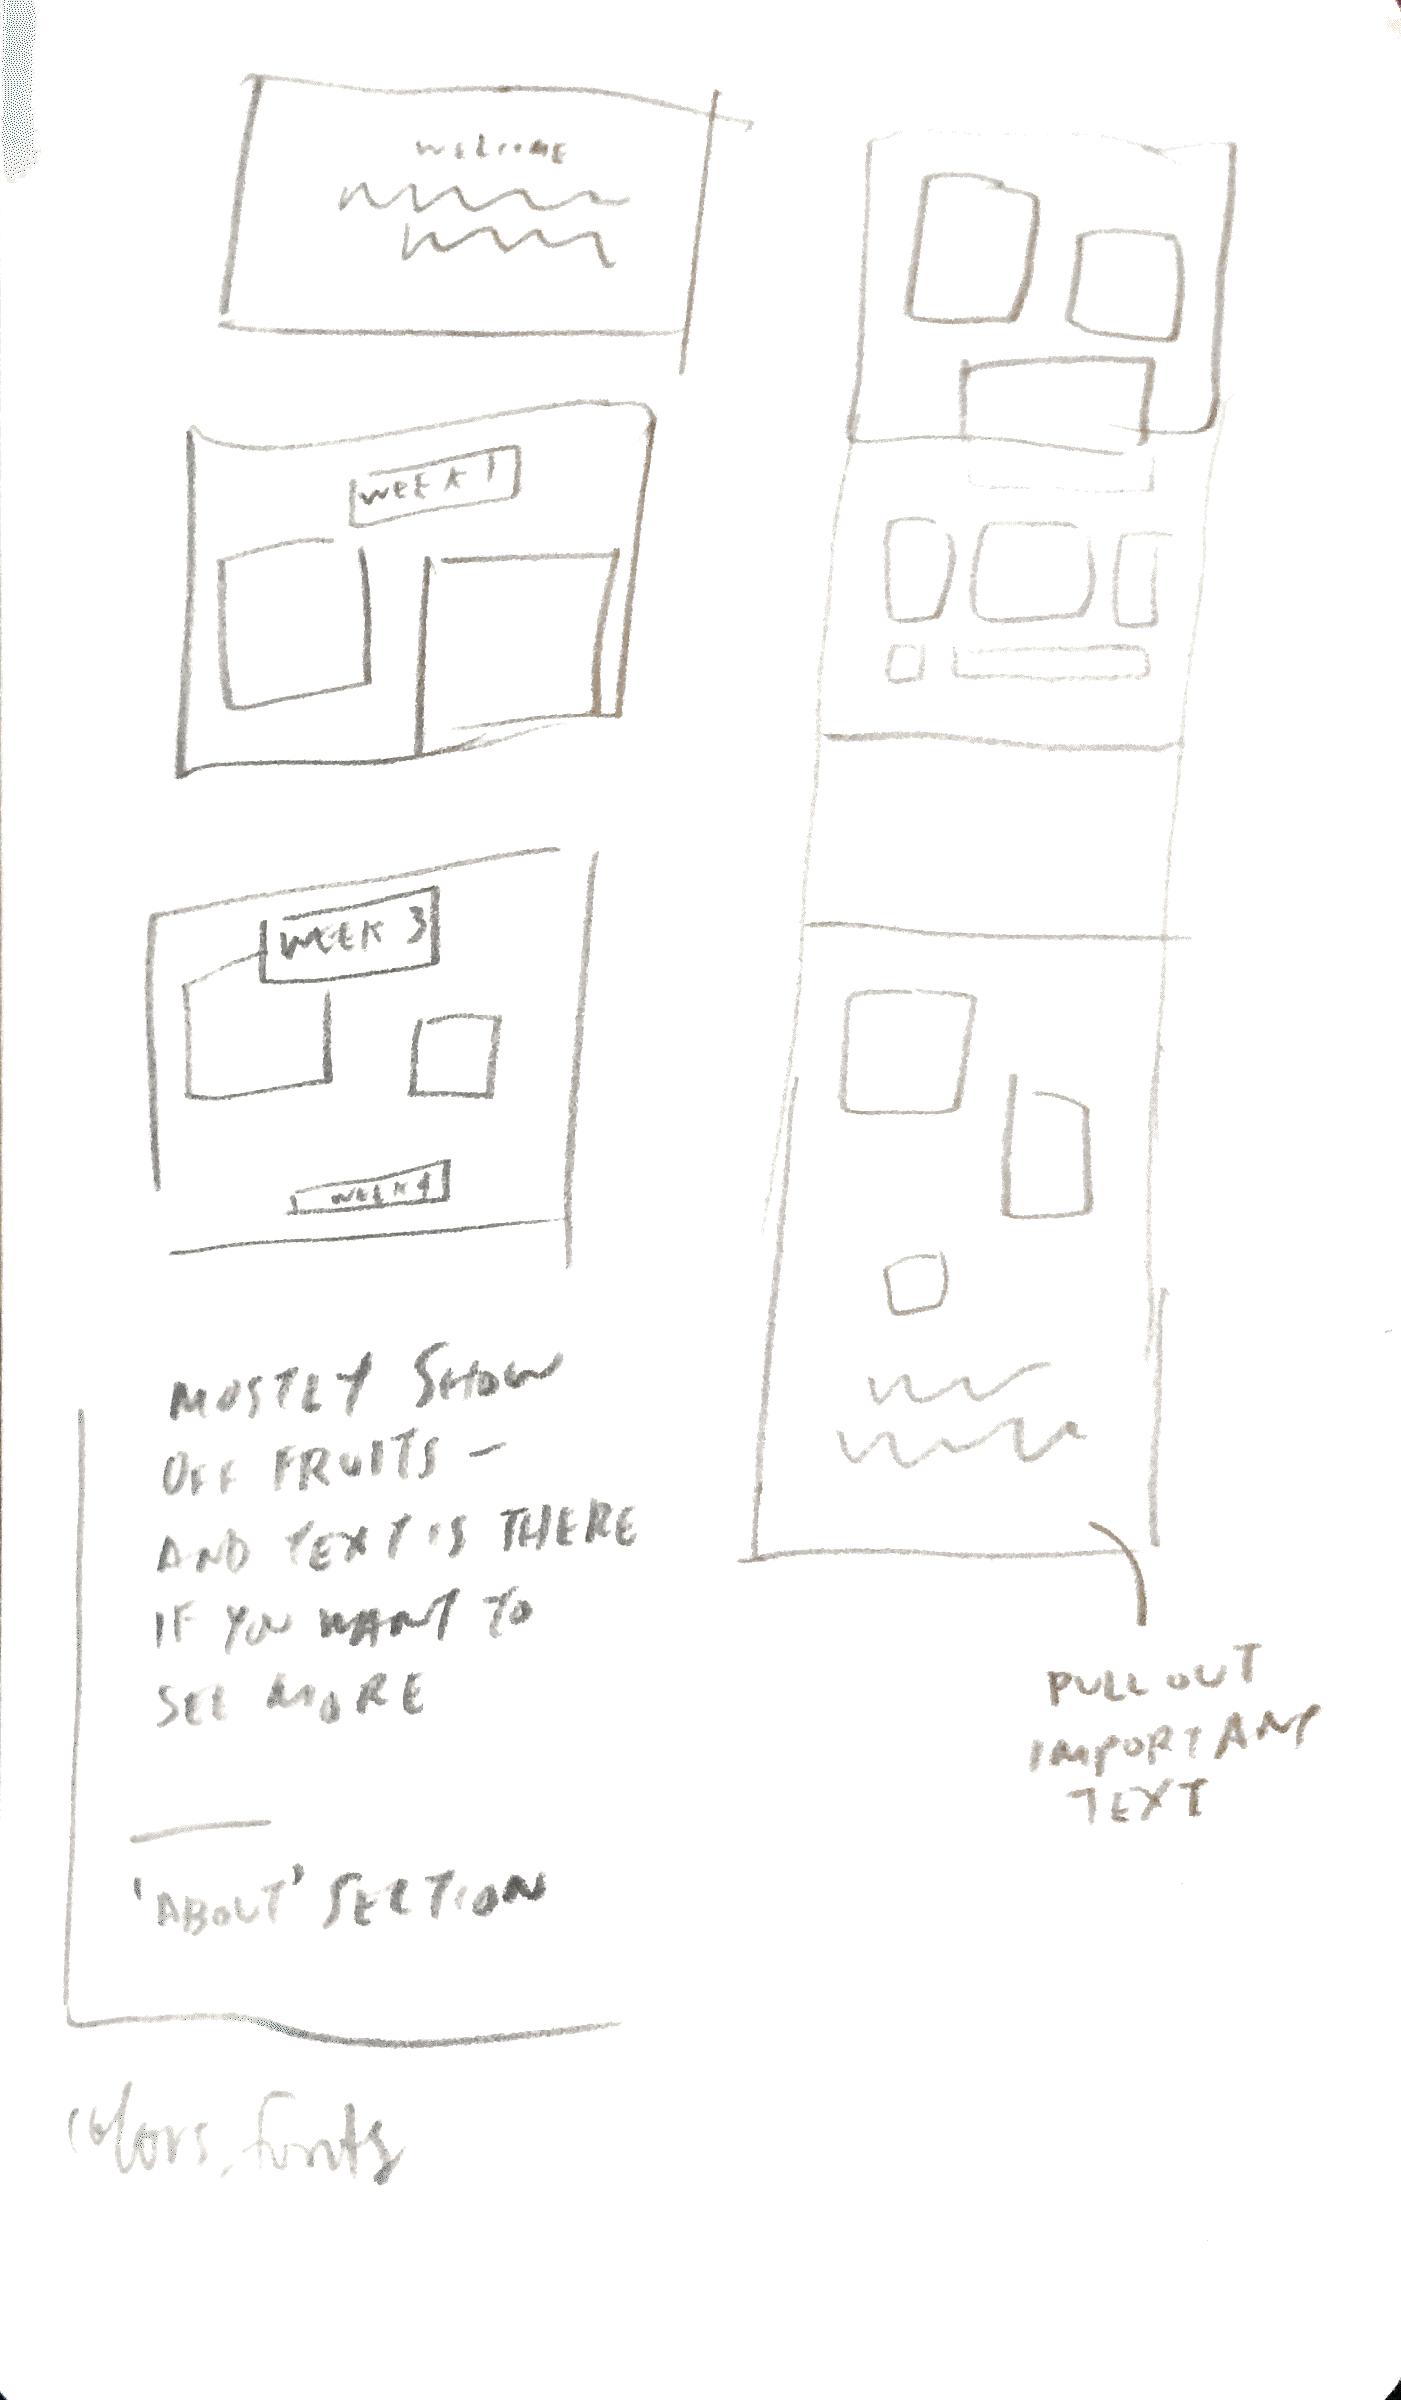 WELCOME
WEEK 1
WEEK 3
WEEK 4
MOSTLY SHOW
OFF FRUITS —
AND TEXT IS THERE
IF YOU WANT TO
SEE MORE
'ABOUT' SECTION
colors, fonts
PULL OUT
IMPORTANT
TEXT